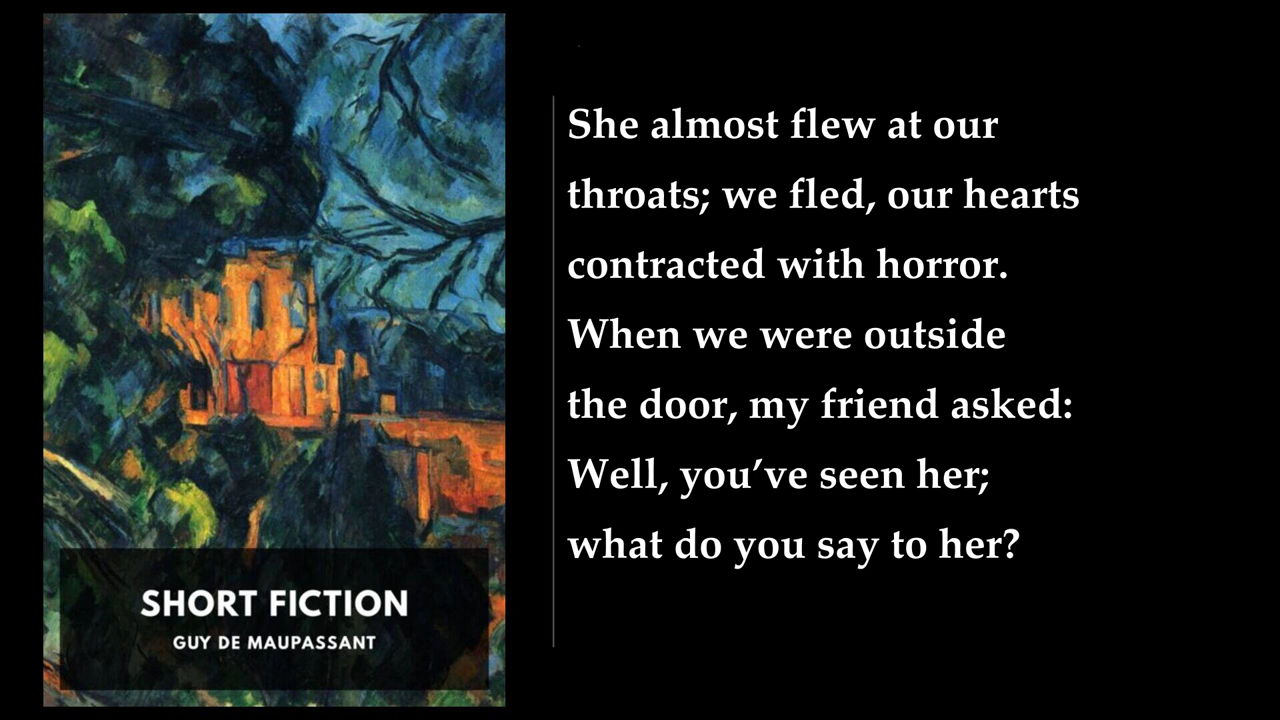 She almost flew at our
throats; we fled, our hearts
contracted with horror.
When we were outside
the door, my friend asked:
Well, you’ve seen her;
what do you say to her?
SHORT FICTION
GUY DE MAUPASSANT